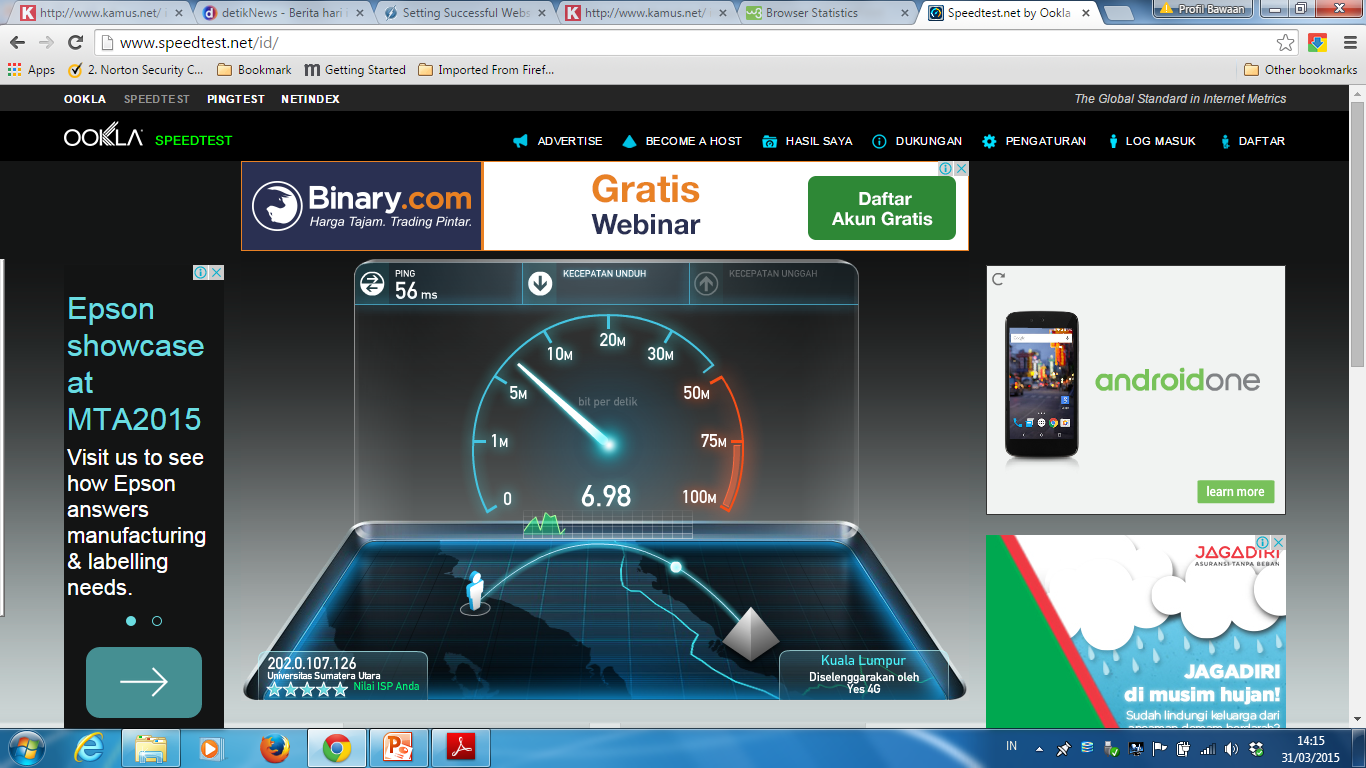 http://www.kamus.net/
detikNews - Berita hari i
Setting Successful Webs
http://www.kamus.net/
Browser Statistics
Speedtest.net by Ookla
Profil Bawaan
www.speedtest.net/id/
Apps
2. Norton Security C...
Bookmark
Getting Started
Imported From Firef...
Other bookmarks
OOKLA SPEEDTEST PINGTEST NETINDEX
The Global Standard in Internet Metrics
OOKLA SPEEDTEST
ADVERTISE BECOME A HOST HASIL SAYA DUKUNGAN PENGATURAN LOG MASUK DAFTAR
Binary.com
Harga Tajam. Trading Pintar.
Gratis
Webinar
Daftar
Akun Gratis
Epson
showcase
at
MTA2015
Visit us to see
how Epson
answers
manufacturing
& labelling
needs.
PING
56 ms
KECEPATAN UNDUH
KECEPATAN UNGGAH
0
1M
5M
10M
20M
30M
50M
75M
100M
bit per detik
6.98
202.0.107.126
Universitas Sumatera Utara
Nilai ISP Anda
Kuala Lumpur
Diselenggarakan oleh
Yes 4G
androidone
learn more
JAGADIRI
ASURANSI TANPA BEBAN
JAGADIRI
di musim hujan!
Sudah lindungi keluarga dari
IN
14:15
31/03/2015